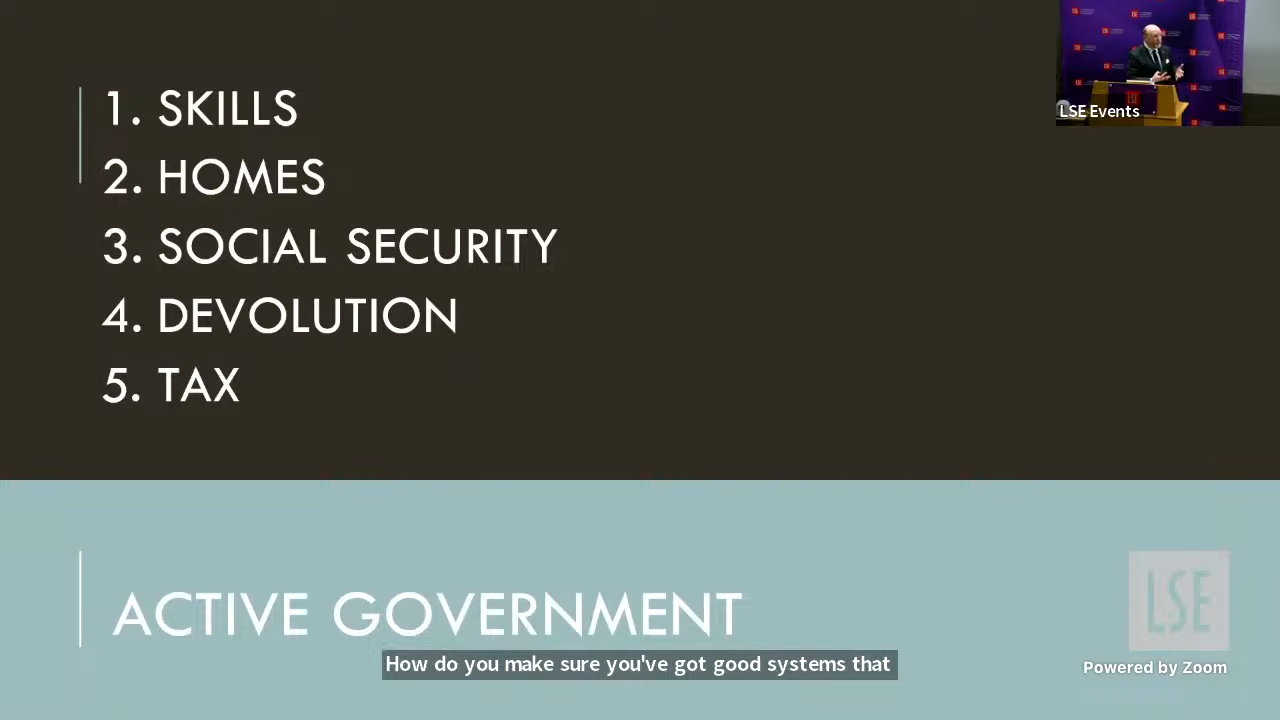 1. SKILLS
2. HOMES
3. SOCIAL SECURITY
4. DEVOLUTION
5. TAX
LSE Events
ACTIVE GOVERNMENT
LSE
How do you make sure you've got good systems that
Powered by Zoom